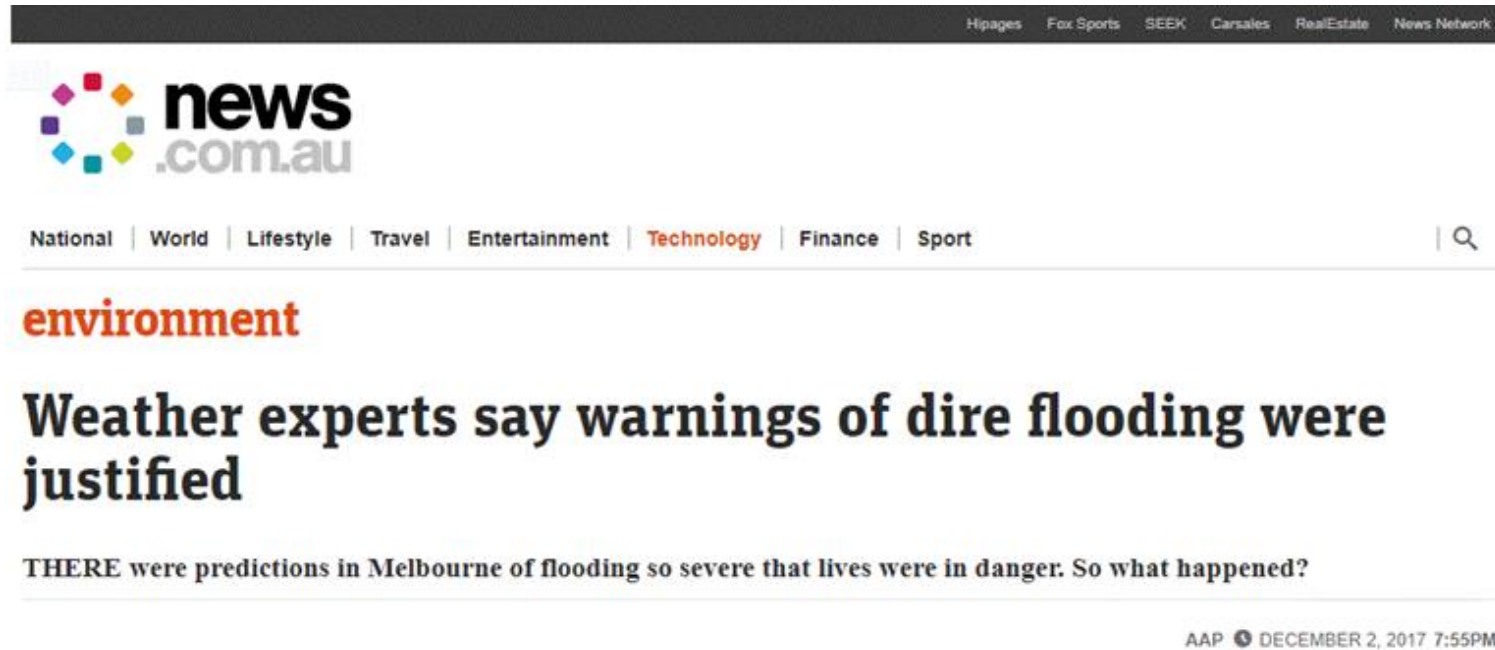 Hipages Fox Sports SEEK Carsales RealEstate News Network
news
.com.au
National | World | Lifestyle | Travel | Entertainment | Technology | Finance | Sport
environment
Weather experts say warnings of dire flooding were
justified
THERE were predictions in Melbourne of flooding so severe that lives were in danger. So what happened?
AAP DECEMBER 2, 2017 7:55PM